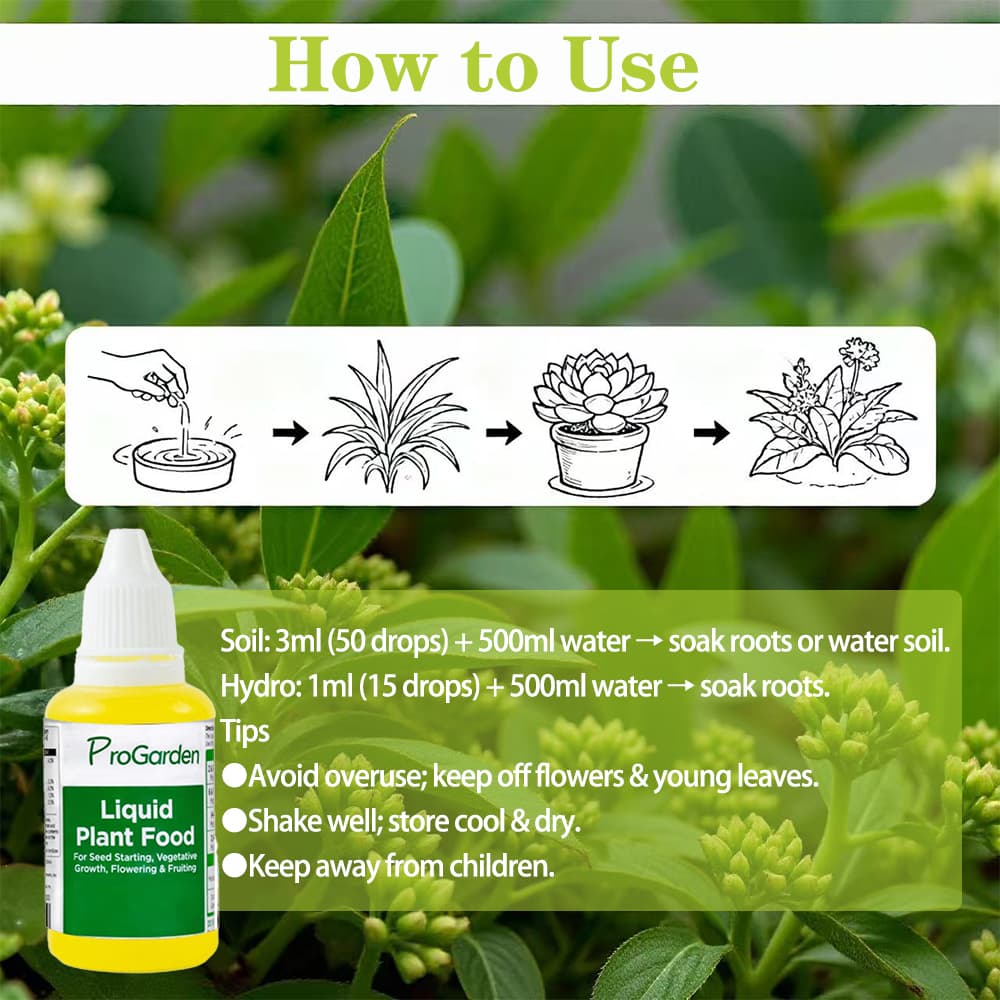 How to Use
Soil: 3ml (50 drops) + 500ml water → soak roots or water soil.
Hydro: 1ml (15 drops) + 500ml water → soak roots.
Tips
●Avoid overuse; keep off flowers & young leaves.
●Shake well; store cool & dry.
●Keep away from children.
ProGarden
Liquid
Plant Food
For Seed Starting, Vegetative
Growth, Flowering & Fruiting